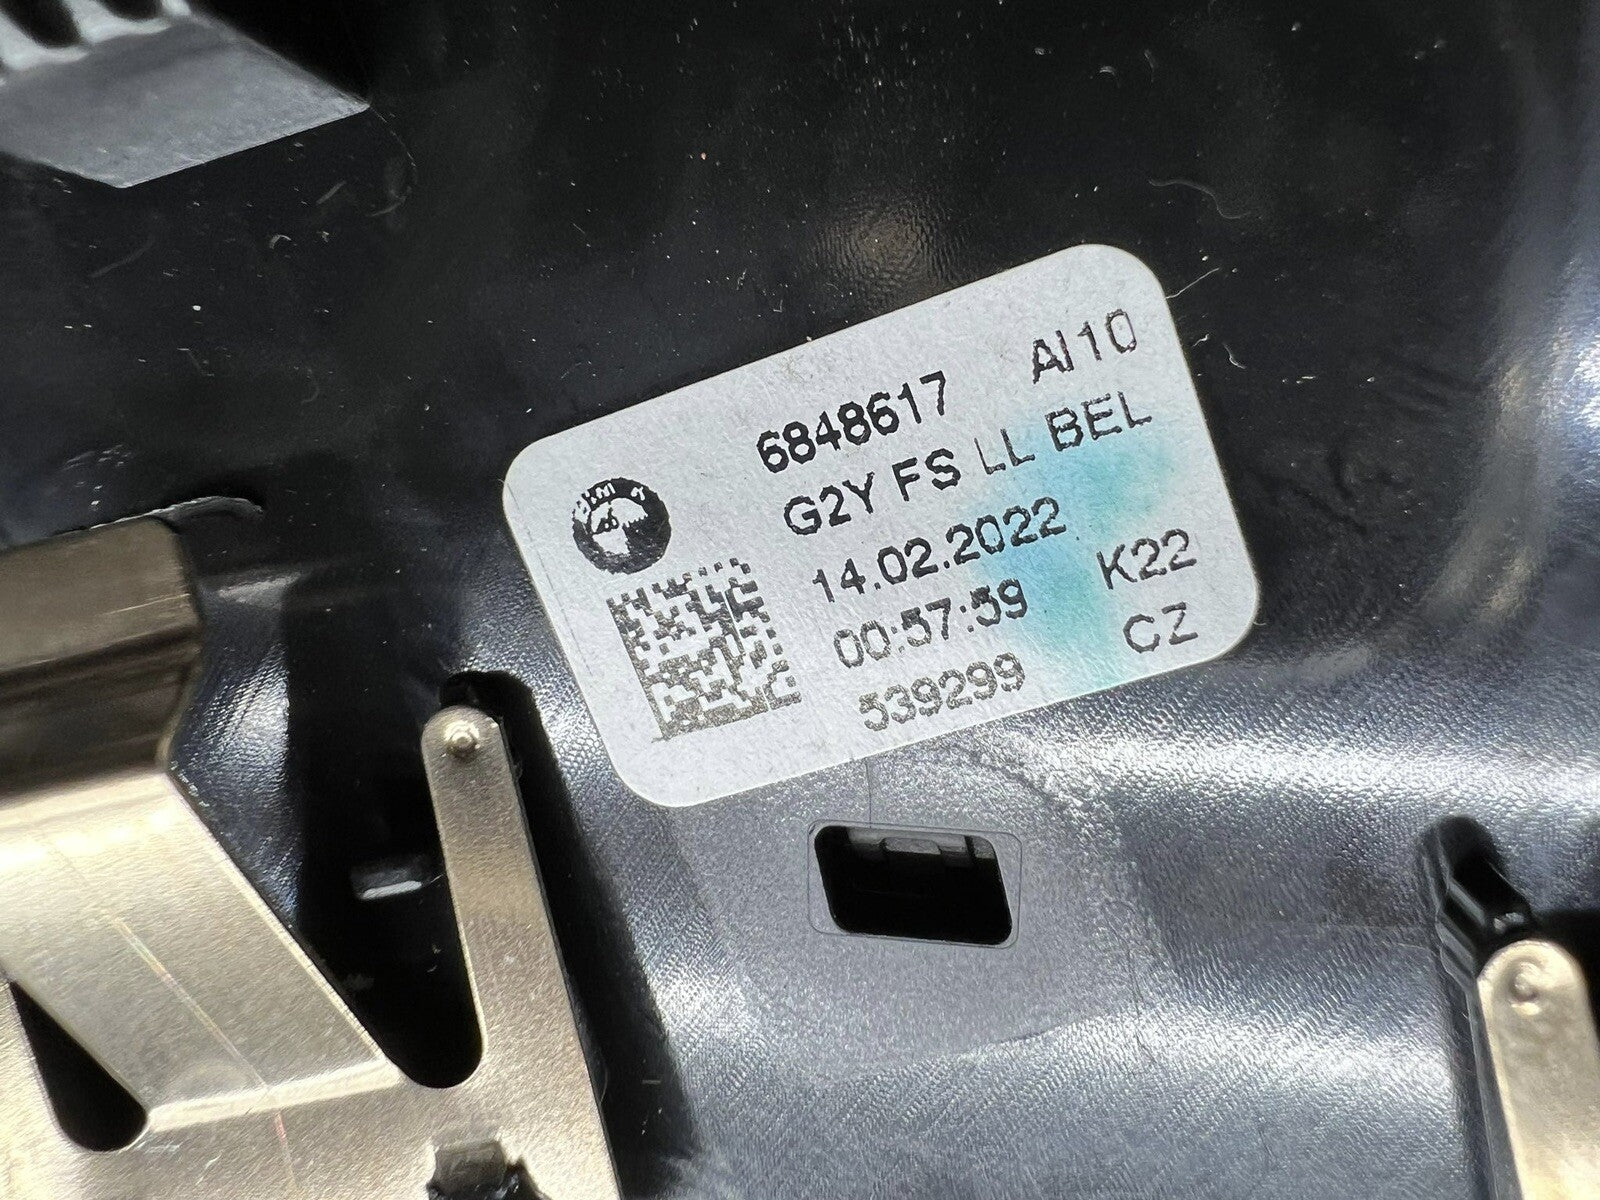 6848617 AI10
G2Y FS LL BEL
14.02.2022
00:57:59 K22
539299 CZ